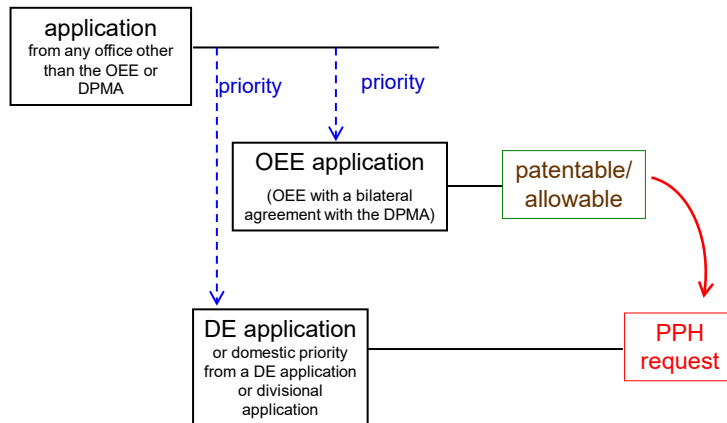 application
from any office other
than the OEE or
DPMA
priority
priority
OEE application
(OEE with a bilateral
agreement with the DPMA)
patentable/
allowable
DE application
or domestic priority
from a DE application
or divisional
application
PPH
request